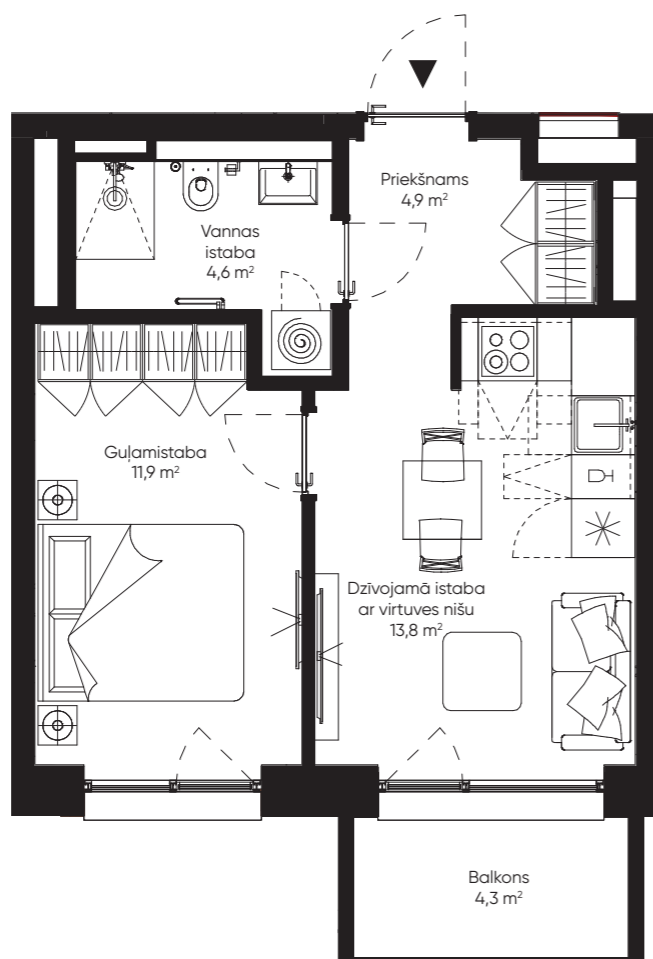 Priekšnams
4,9 m²
Vannas
istaba
4,6 m²
Guļamistaba
11,9 m²
Dzīvojamā istaba
ar virtuves nišu
13,8 m²
Balkons
4,3 m²